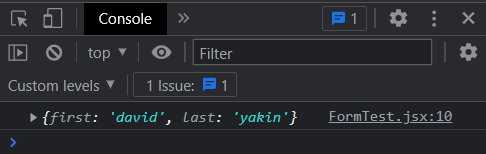 Console » 1
top ▼ Filter
Custom levels ▼ 1 Issue: 1
▶ {first: 'david', last: 'yakin'} FormTest.jsx:10
>